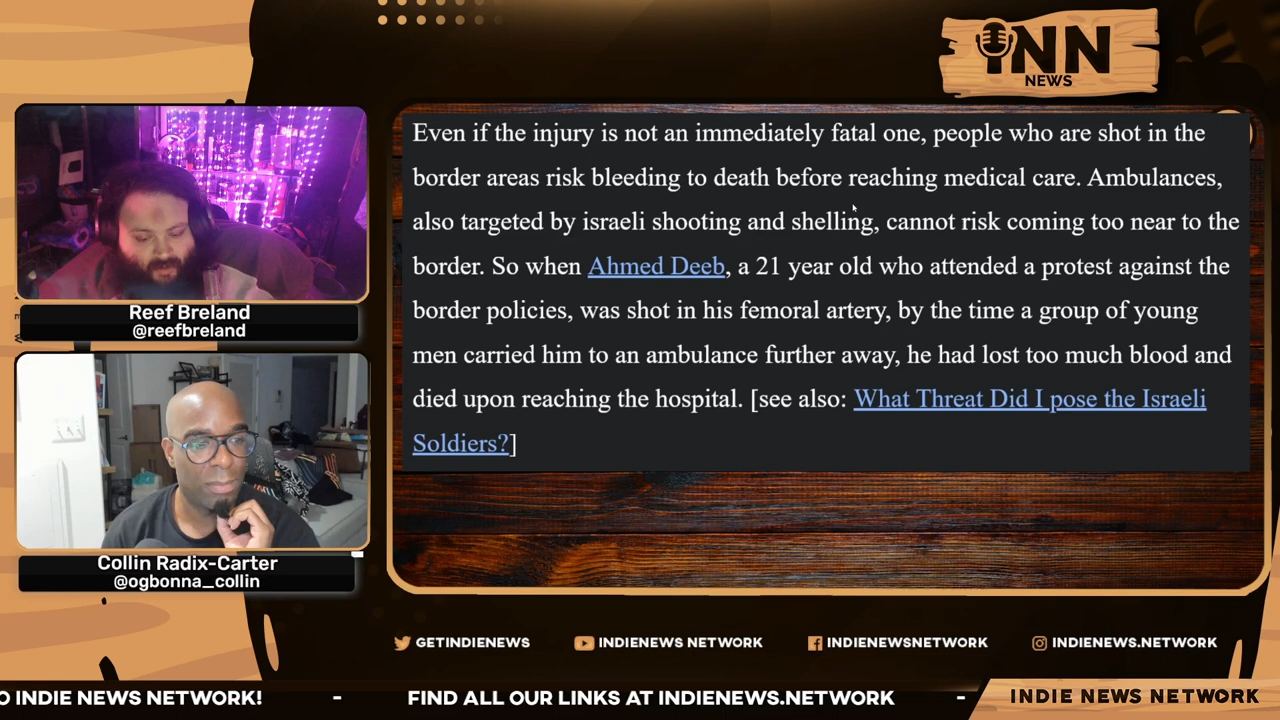 INN
NEWS
Even if the injury is not an immediately fatal one, people who are shot in the
border areas risk bleeding to death before reaching medical care. Ambulances,
also targeted by israeli shooting and shelling, cannot risk coming too near to the
border. So when Ahmed Deeb, a 21 year old who attended a protest against the
border policies, was shot in his femoral artery, by the time a group of young
men carried him to an ambulance further away, he had lost too much blood and
died upon reaching the hospital. [see also: What Threat Did I pose the Israeli
Soldiers?]
Reef Breland
@reefbreland
Collin Radix-Carter
@ogbonna_collin
GETINDIENEWS
INDIENEWS NETWORK
INDIENEWSNETWORK
INDIENEWS.NETWORK
O INDIE NEWS NETWORK! - FIND ALL OUR LINKS AT INDIENEWS.NETWORK -
INDIE NEWS NETWORK